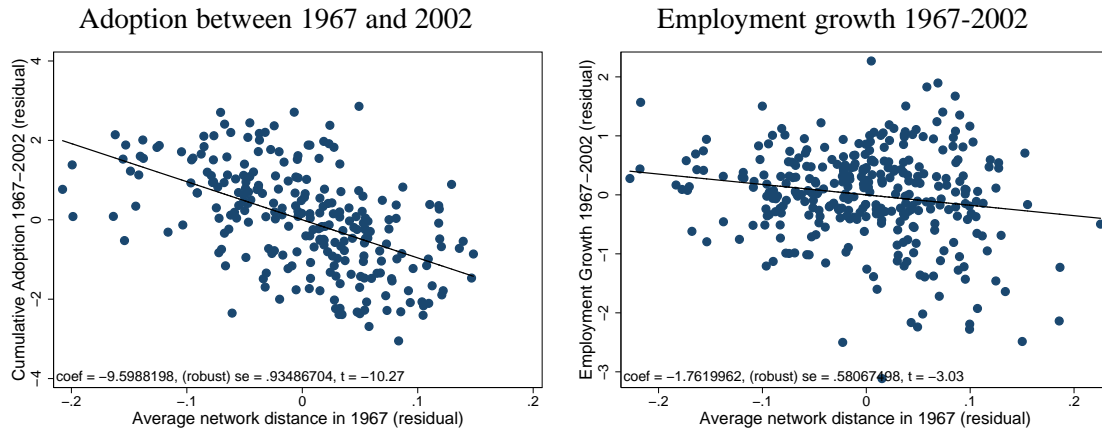 Adoption between 1967 and 2002
Cumulative Adoption 1967−2002 (residual)
4
2
0
−2
−4
coef = −9.5988198, (robust) se = .93486704, t = −10.27
−.2
−.1
0
.1
.2
Average network distance in 1967 (residual)
Employment growth 1967-2002
Employment Growth 1967−2002 (residual)
2
1
0
−1
−2
−3
coef = −1.7619962, (robust) se = .58067498, t = −3.03
−.2
−.1
0
.1
.2
Average network distance in 1967 (residual)